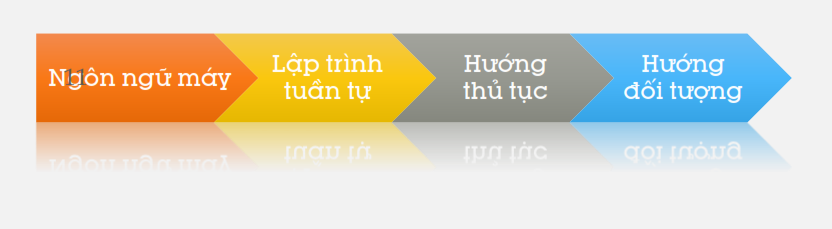 Ngôn ngữ máy
Lập trình
tuần tự
Hướng
thủ tục
Hướng
đối tượng